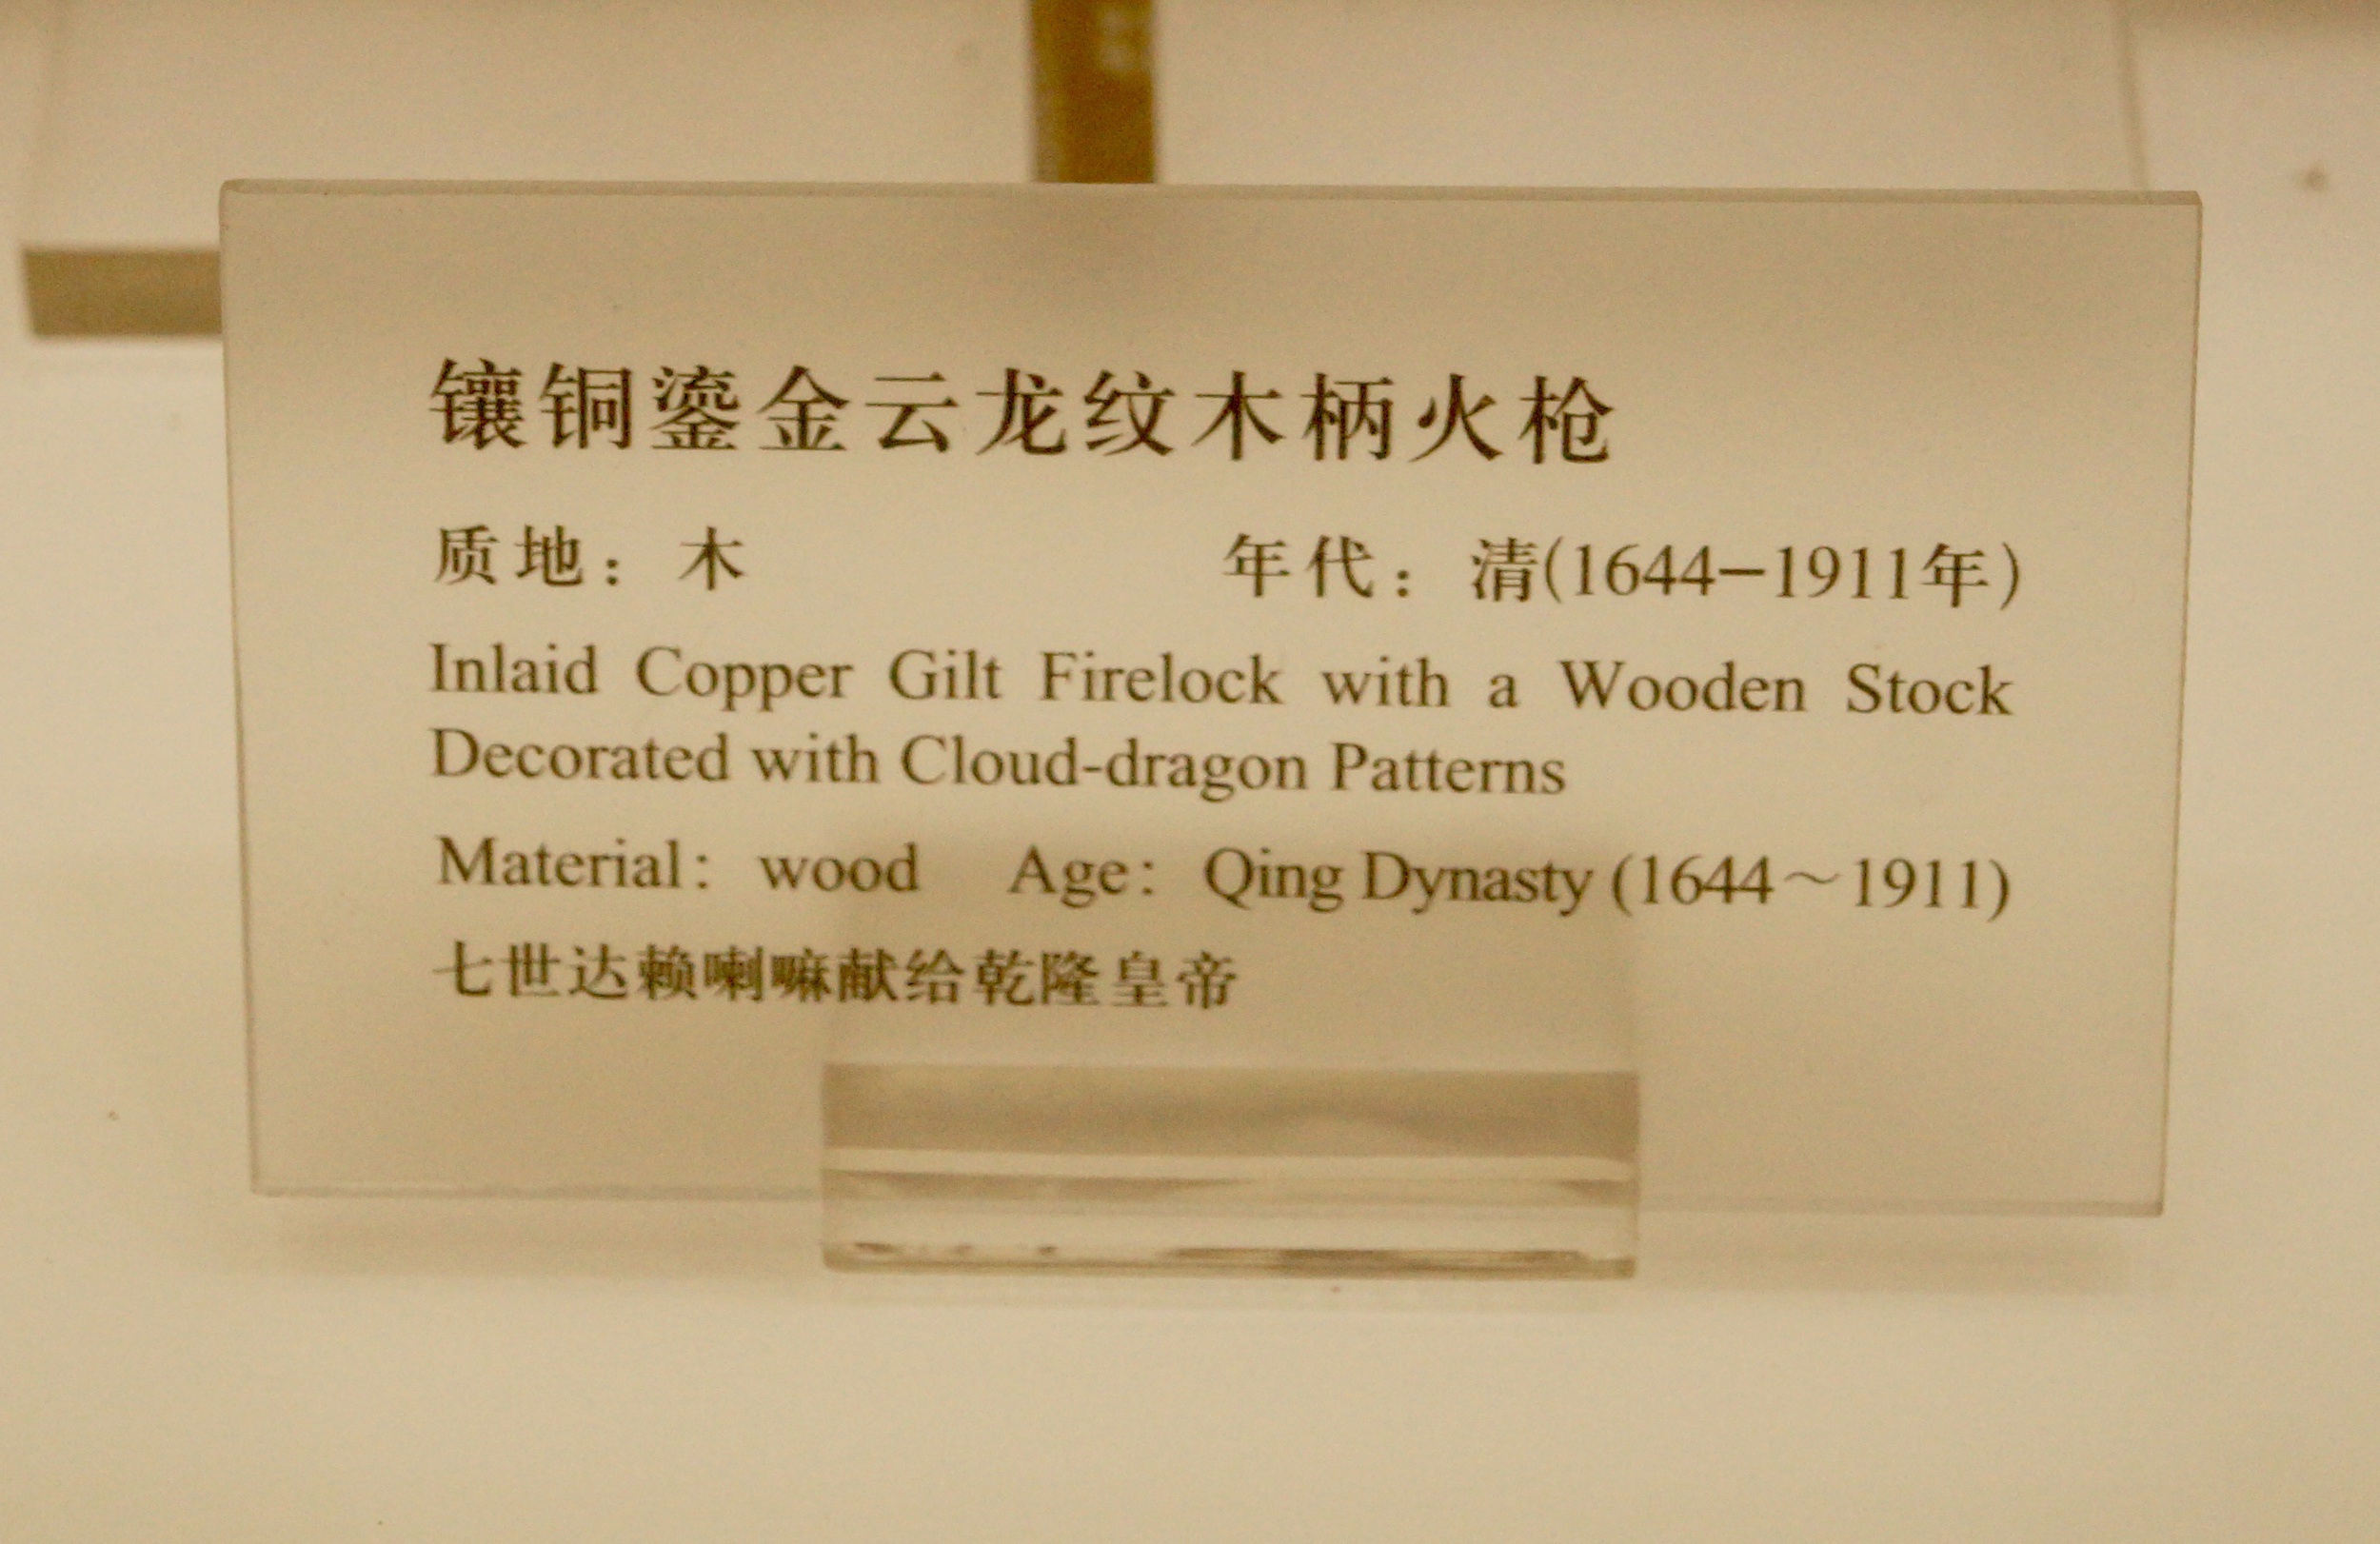 镶铜鎏金云龙纹木柄火枪
质地：木 年代：清(1644—1911年)
Inlaid Copper Gilt Firelock with a Wooden Stock
Decorated with Cloud-dragon Patterns
Material: wood Age: Qing Dynasty (1644～1911)
七世达赖喇嘛献给乾隆皇帝